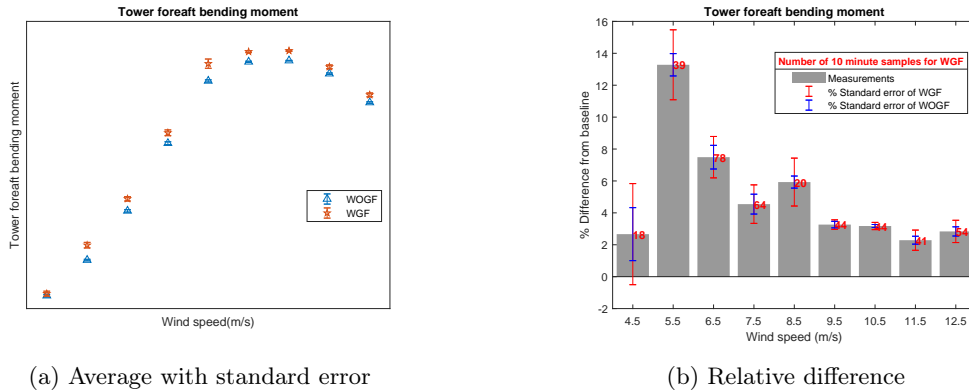 Tower foreaft bending moment
Tower foreaft bending moment
WOGF
WGF
Wind speed(m/s)
(a) Average with standard error
Tower foreaft bending moment
% Difference from baseline
16
14
12
10
8
6
4
2
0
-2
Number of 10 minute samples for WGF
Measurements
% Standard error of WGF
% Standard error of WOGF
18
39
78
64
20
44
44
41
54
4.5 5.5 6.5 7.5 8.5 9.5 10.5 11.5 12.5
Wind speed (m/s)
(b) Relative difference